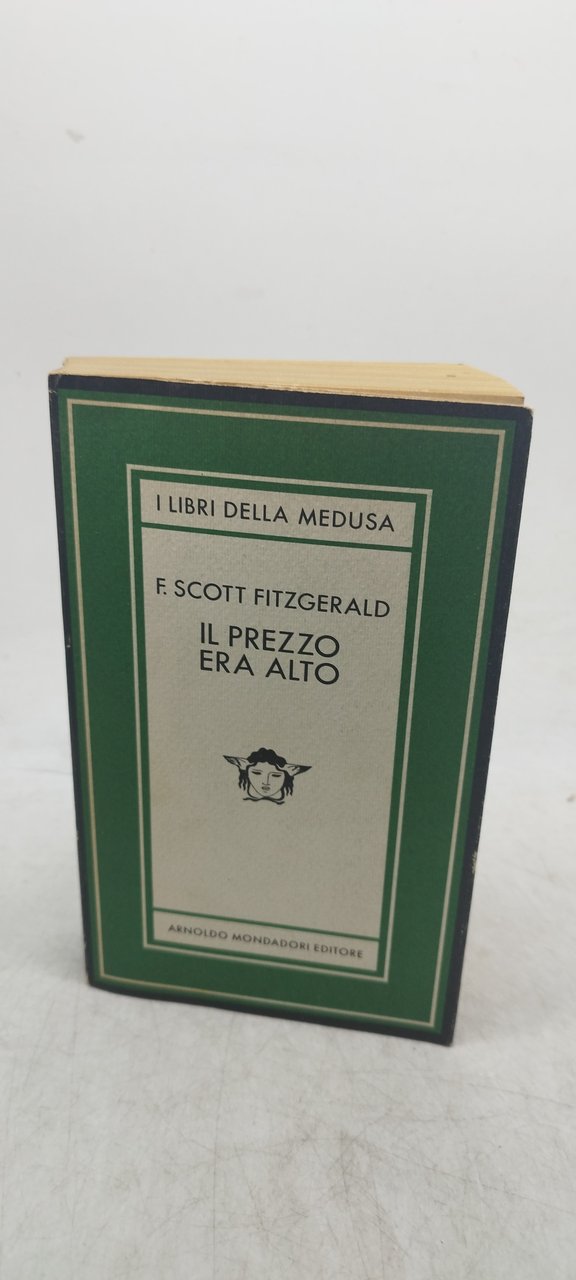 I LIBRI DELLA MEDUSA
F. SCOTT FITZGERALD
IL PREZZO
ERA ALTO
ARNOLDO MONDADORI EDITORE